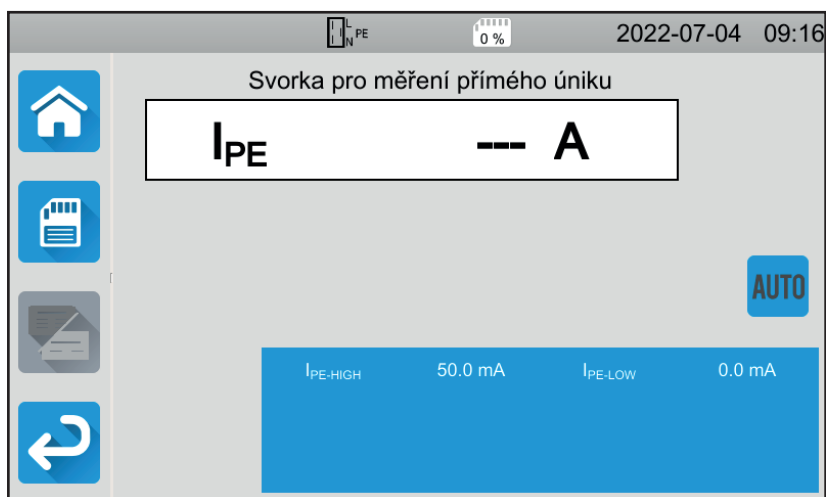 L
N PE
0 %
2022-07-04 09:16
Svorka pro měření přímého úniku
IPE --- A
AUTO
IPE-HIGH 50.0 mA IPE-LOW 0.0 mA